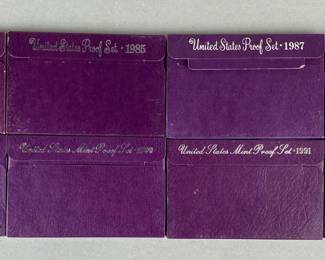 United States Proof Set • 1985
United States Proof Set • 1987
United States Mint Proof Set •
United States Mint Proof Set • 1991